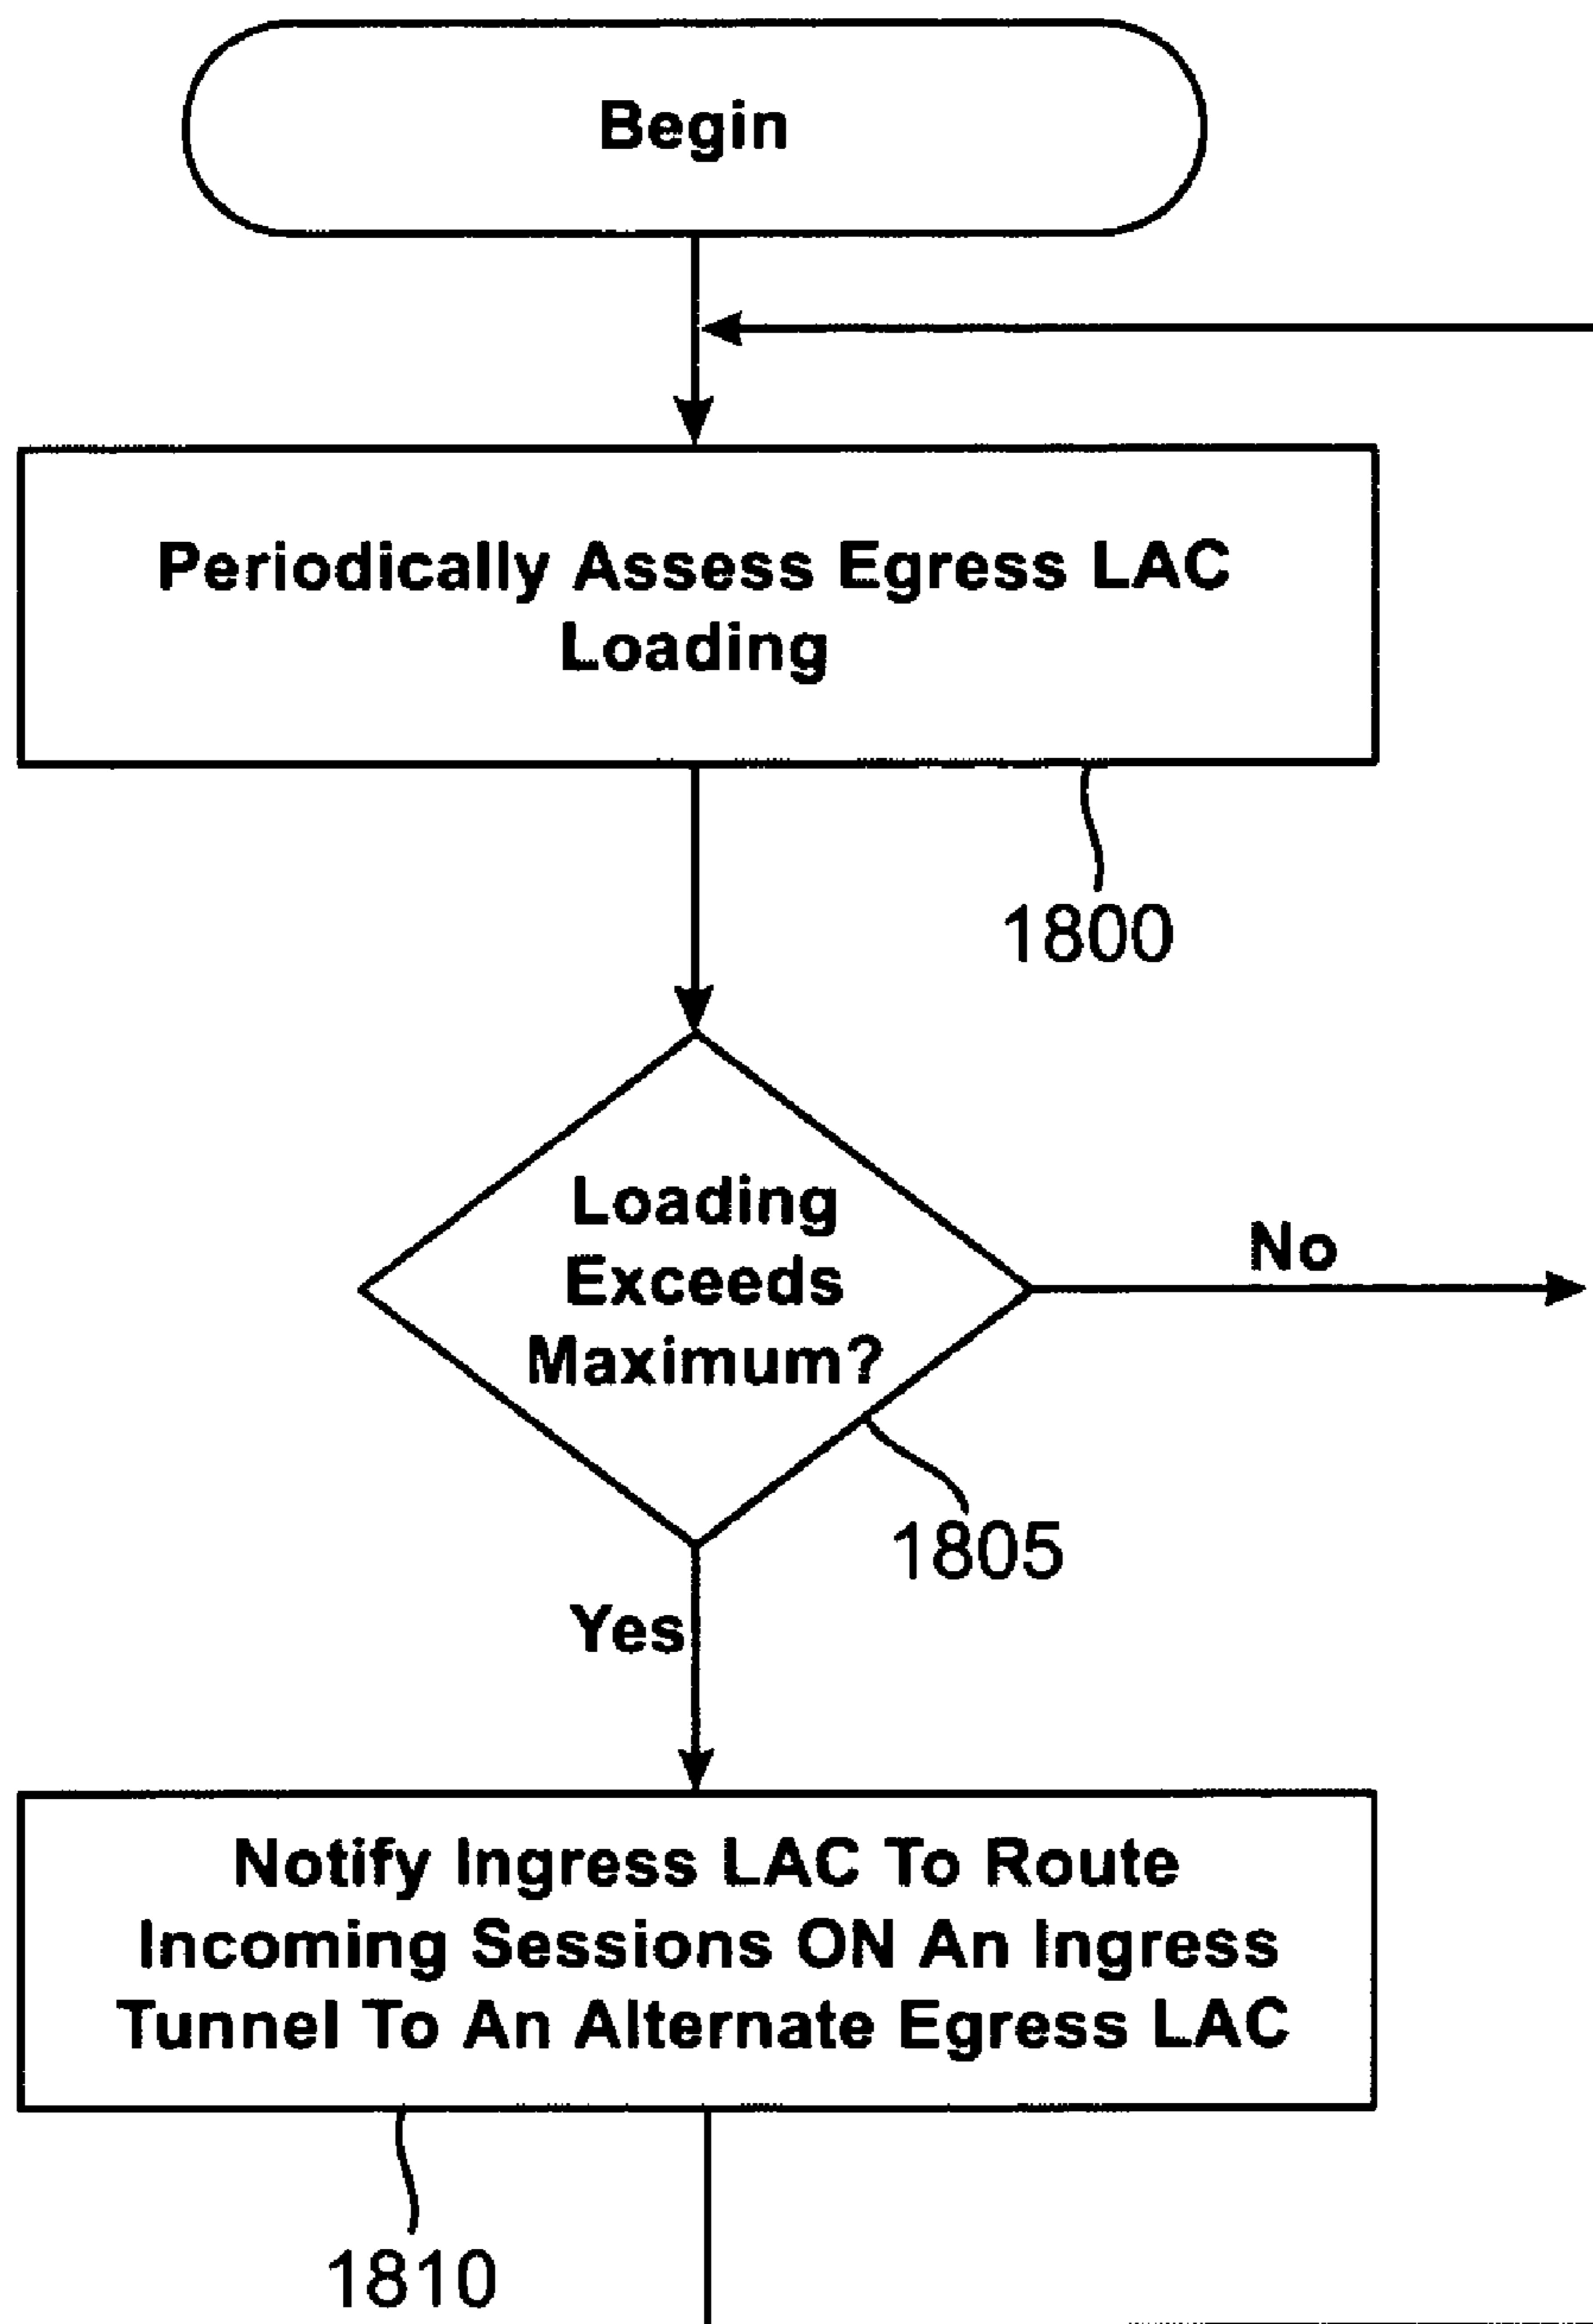 Begin
Periodically Assess Egress LAC
Loading
1800
Loading
Exceeds
Maximum?
No
1805
Yes
Notify Ingress LAC To Route
Incoming Sessions ON An Ingress
Tunnel To An Alternate Egress LAC
1810